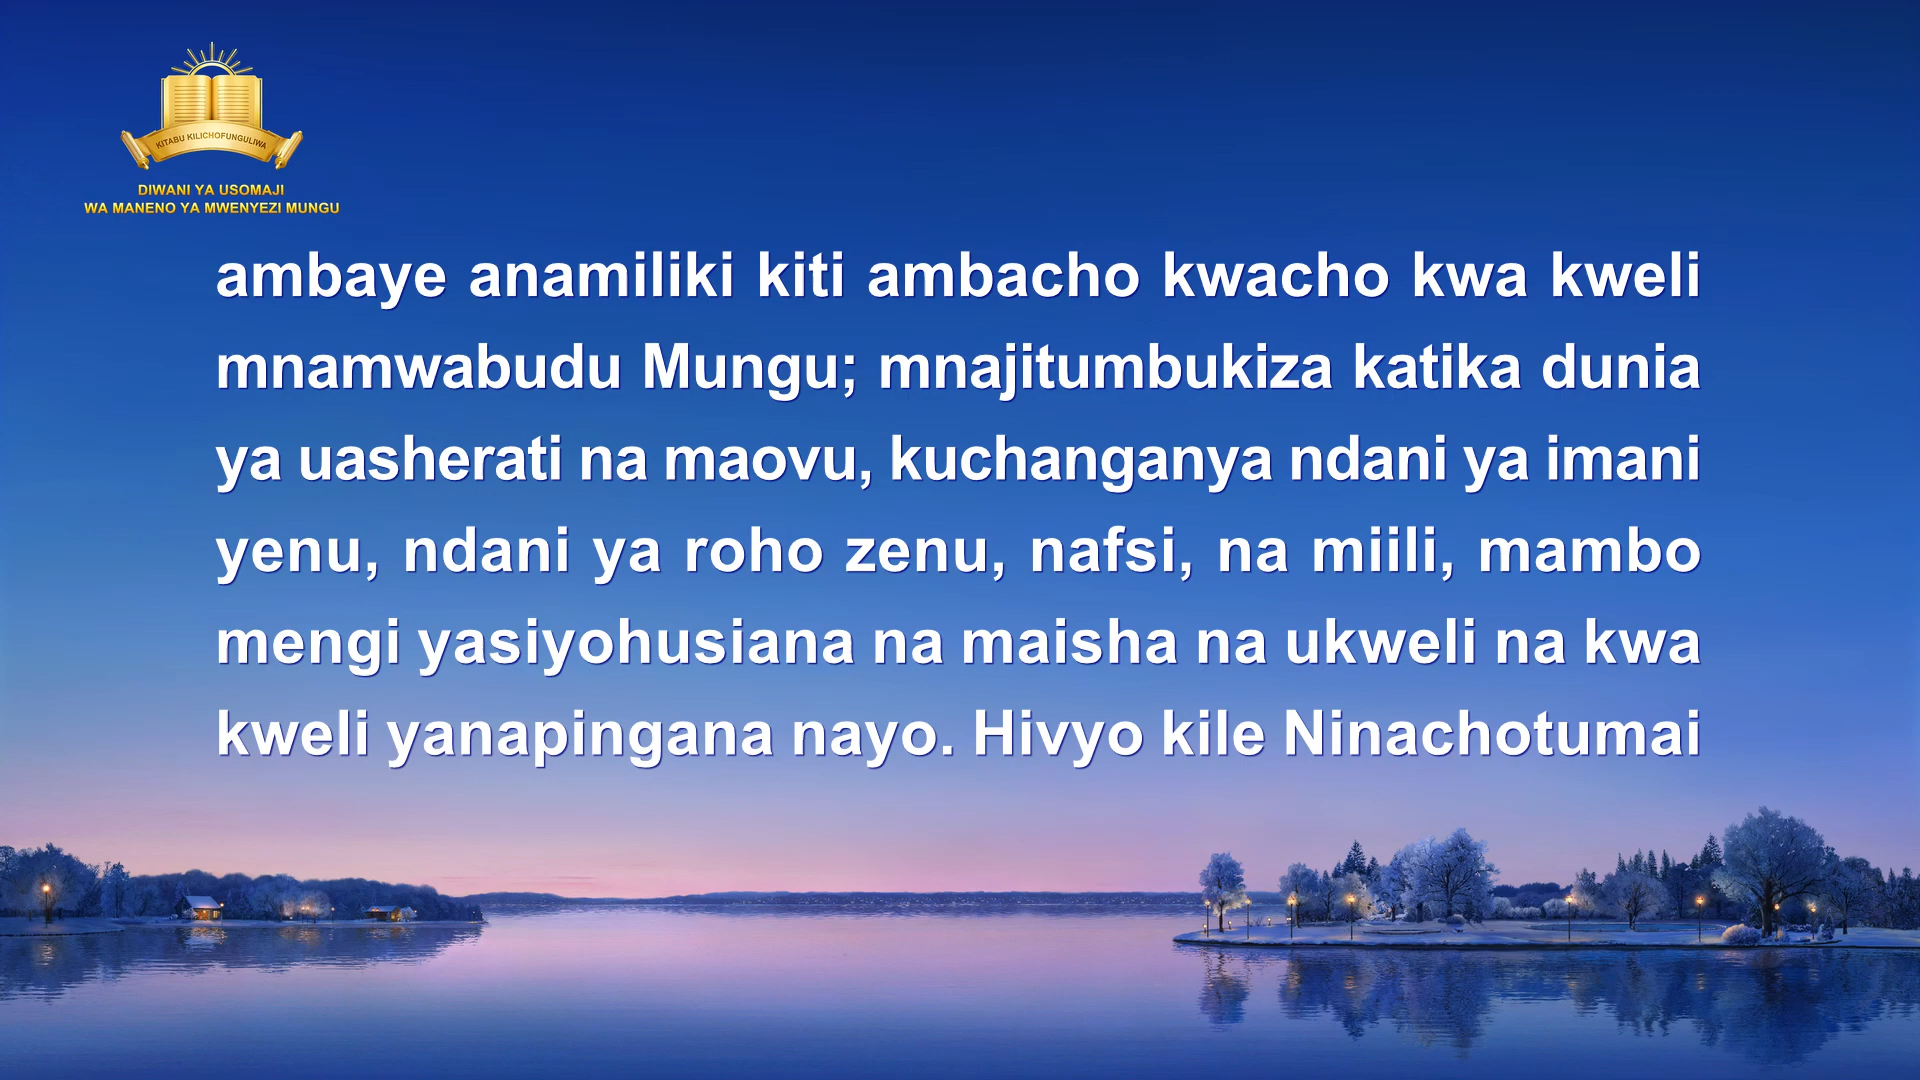 KITABU KILICHOFUNGULIWA
DIWANI YA USOMAJI
WA MANENO YA MWENYEZI MUNGU
ambaye anamiliki kiti ambacho kwacho kwa kweli
mnamwabudu Mungu; mnajitumbukiza katika dunia
ya uasherati na maovu, kuchanganya ndani ya imani
yenu, ndani ya roho zenu, nafsi, na miili, mambo
mengi yasiyohusiana na maisha na ukweli na kwa
kweli yanapingana nayo. Hivyo kile Ninachotumai